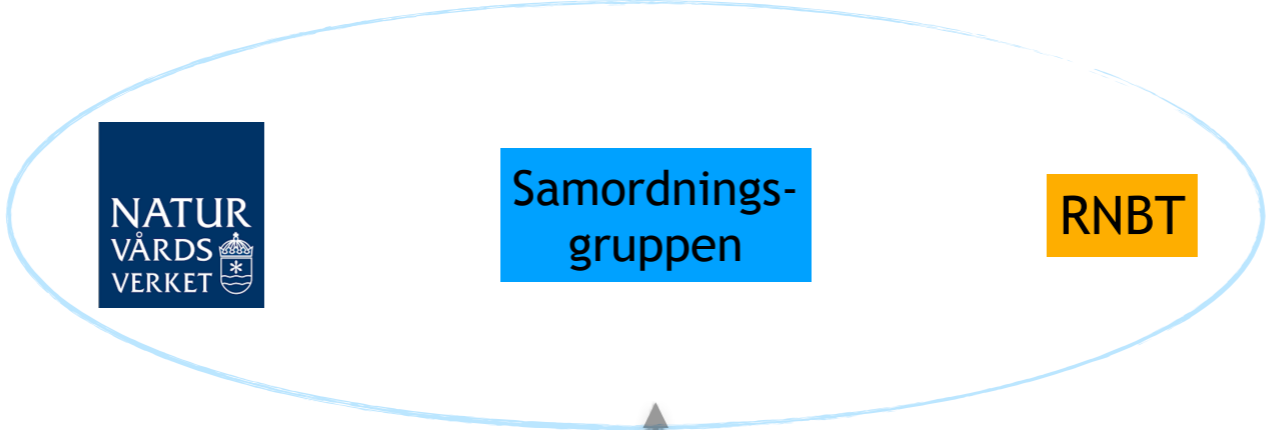 NATUR
VÅRDS
VERKET
Samordnings-
gruppen
RNBT